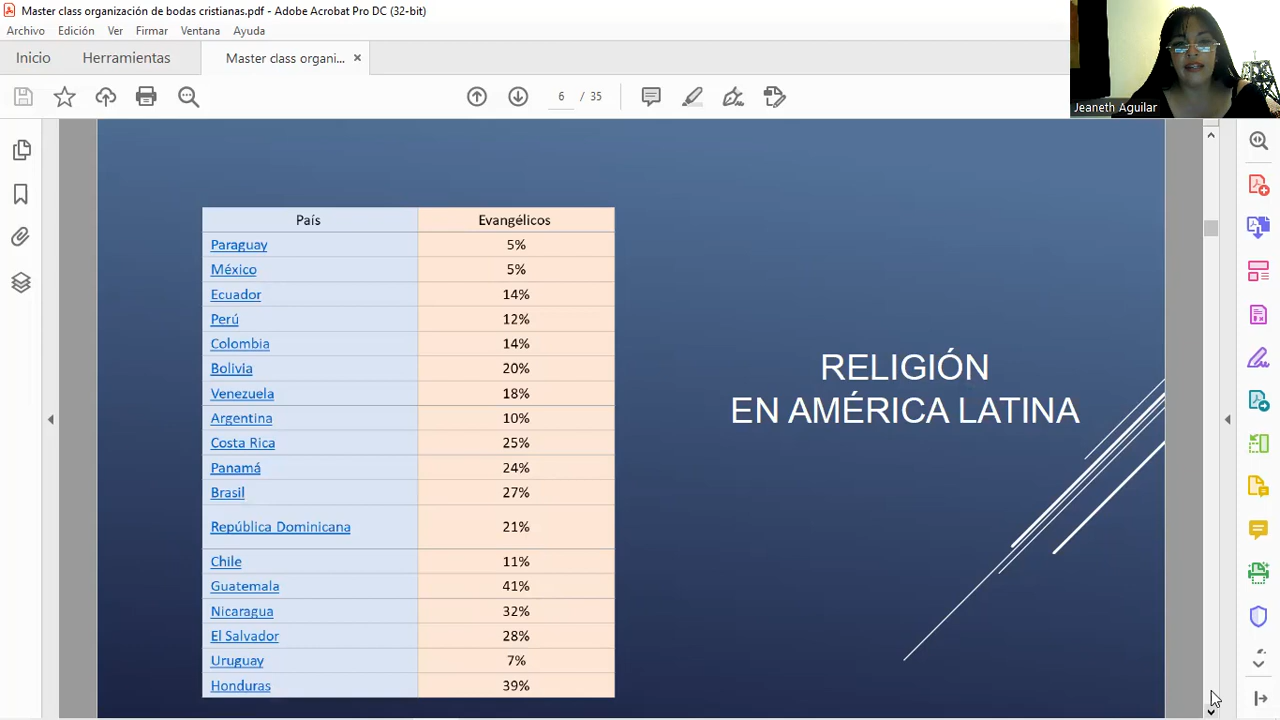 Master class organización de bodas cristianas.pdf - Adobe Acrobat Pro DC (32-bit)
Archivo Edición Ver Firmar Ventana Ayuda
Inicio Herramientas Master class organi... ×
6 / 35
Jeaneth Aguilar
País Evangélicos
Paraguay 5%
México 5%
Ecuador 14%
Perú 12%
Colombia 14%
Bolivia 20%
Venezuela 18%
Argentina 10%
Costa Rica 25%
Panamá 24%
Brasil 27%
República Dominicana 21%
Chile 11%
Guatemala 41%
Nicaragua 32%
El Salvador 28%
Uruguay 7%
Honduras 39%
RELIGIÓN
EN AMÉRICA LATINA